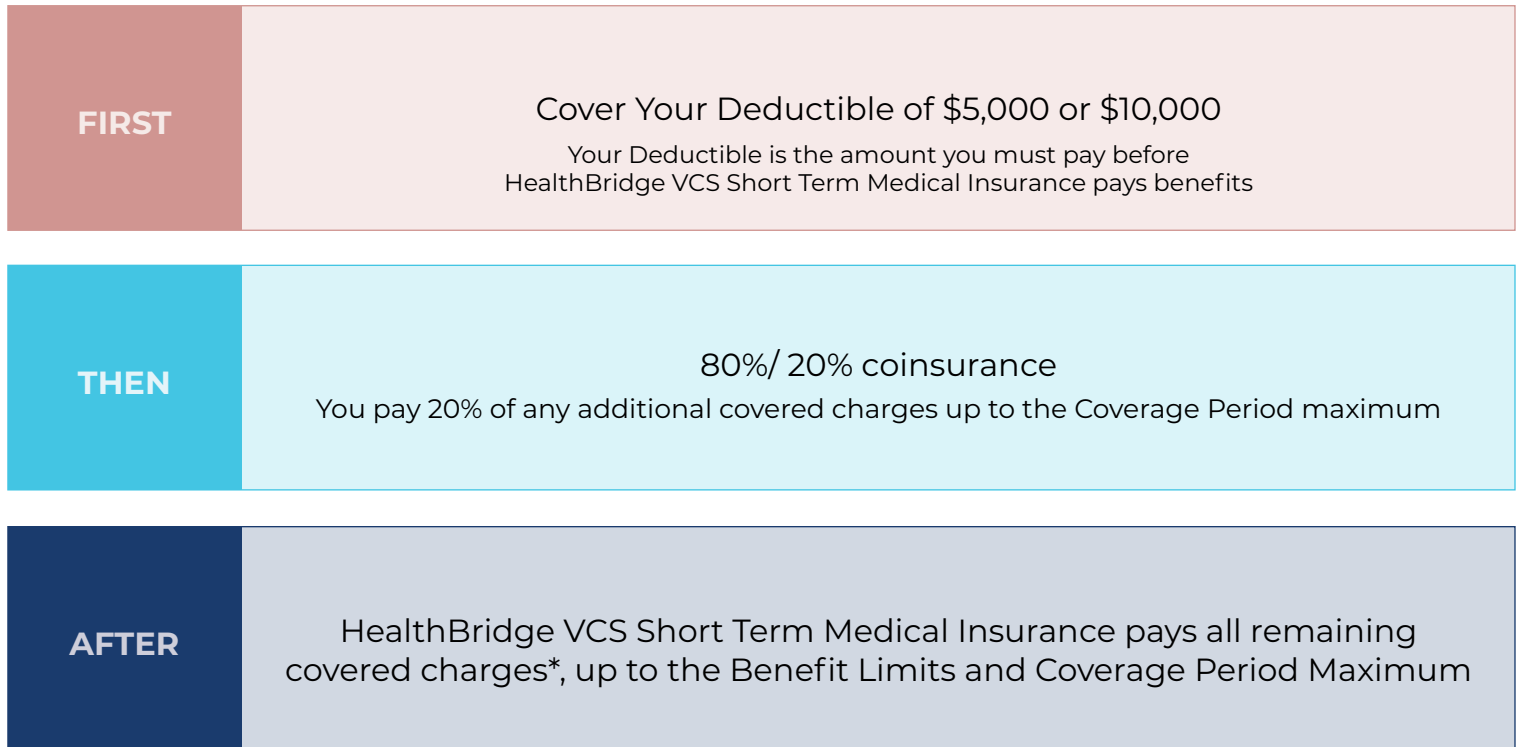 FIRST
Cover Your Deductible of $5,000 or $10,000
Your Deductible is the amount you must pay before
HealthBridge VCS Short Term Medical Insurance pays benefits
THEN
80%/ 20% coinsurance
You pay 20% of any additional covered charges up to the Coverage Period maximum
AFTER
HealthBridge VCS Short Term Medical Insurance pays all remaining
covered charges*, up to the Benefit Limits and Coverage Period Maximum